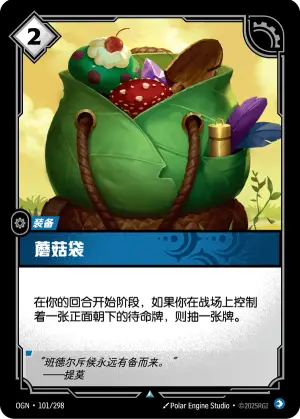 2
装备
蘑菇袋
在你的回合开始阶段，如果你在战场上控制
着一张正面朝下的待命牌，则抽一张牌。
"班德尔斥候永远有备而来。"
——提莫
OGN • 101/298
Polar Engine Studio • ©2025RGI